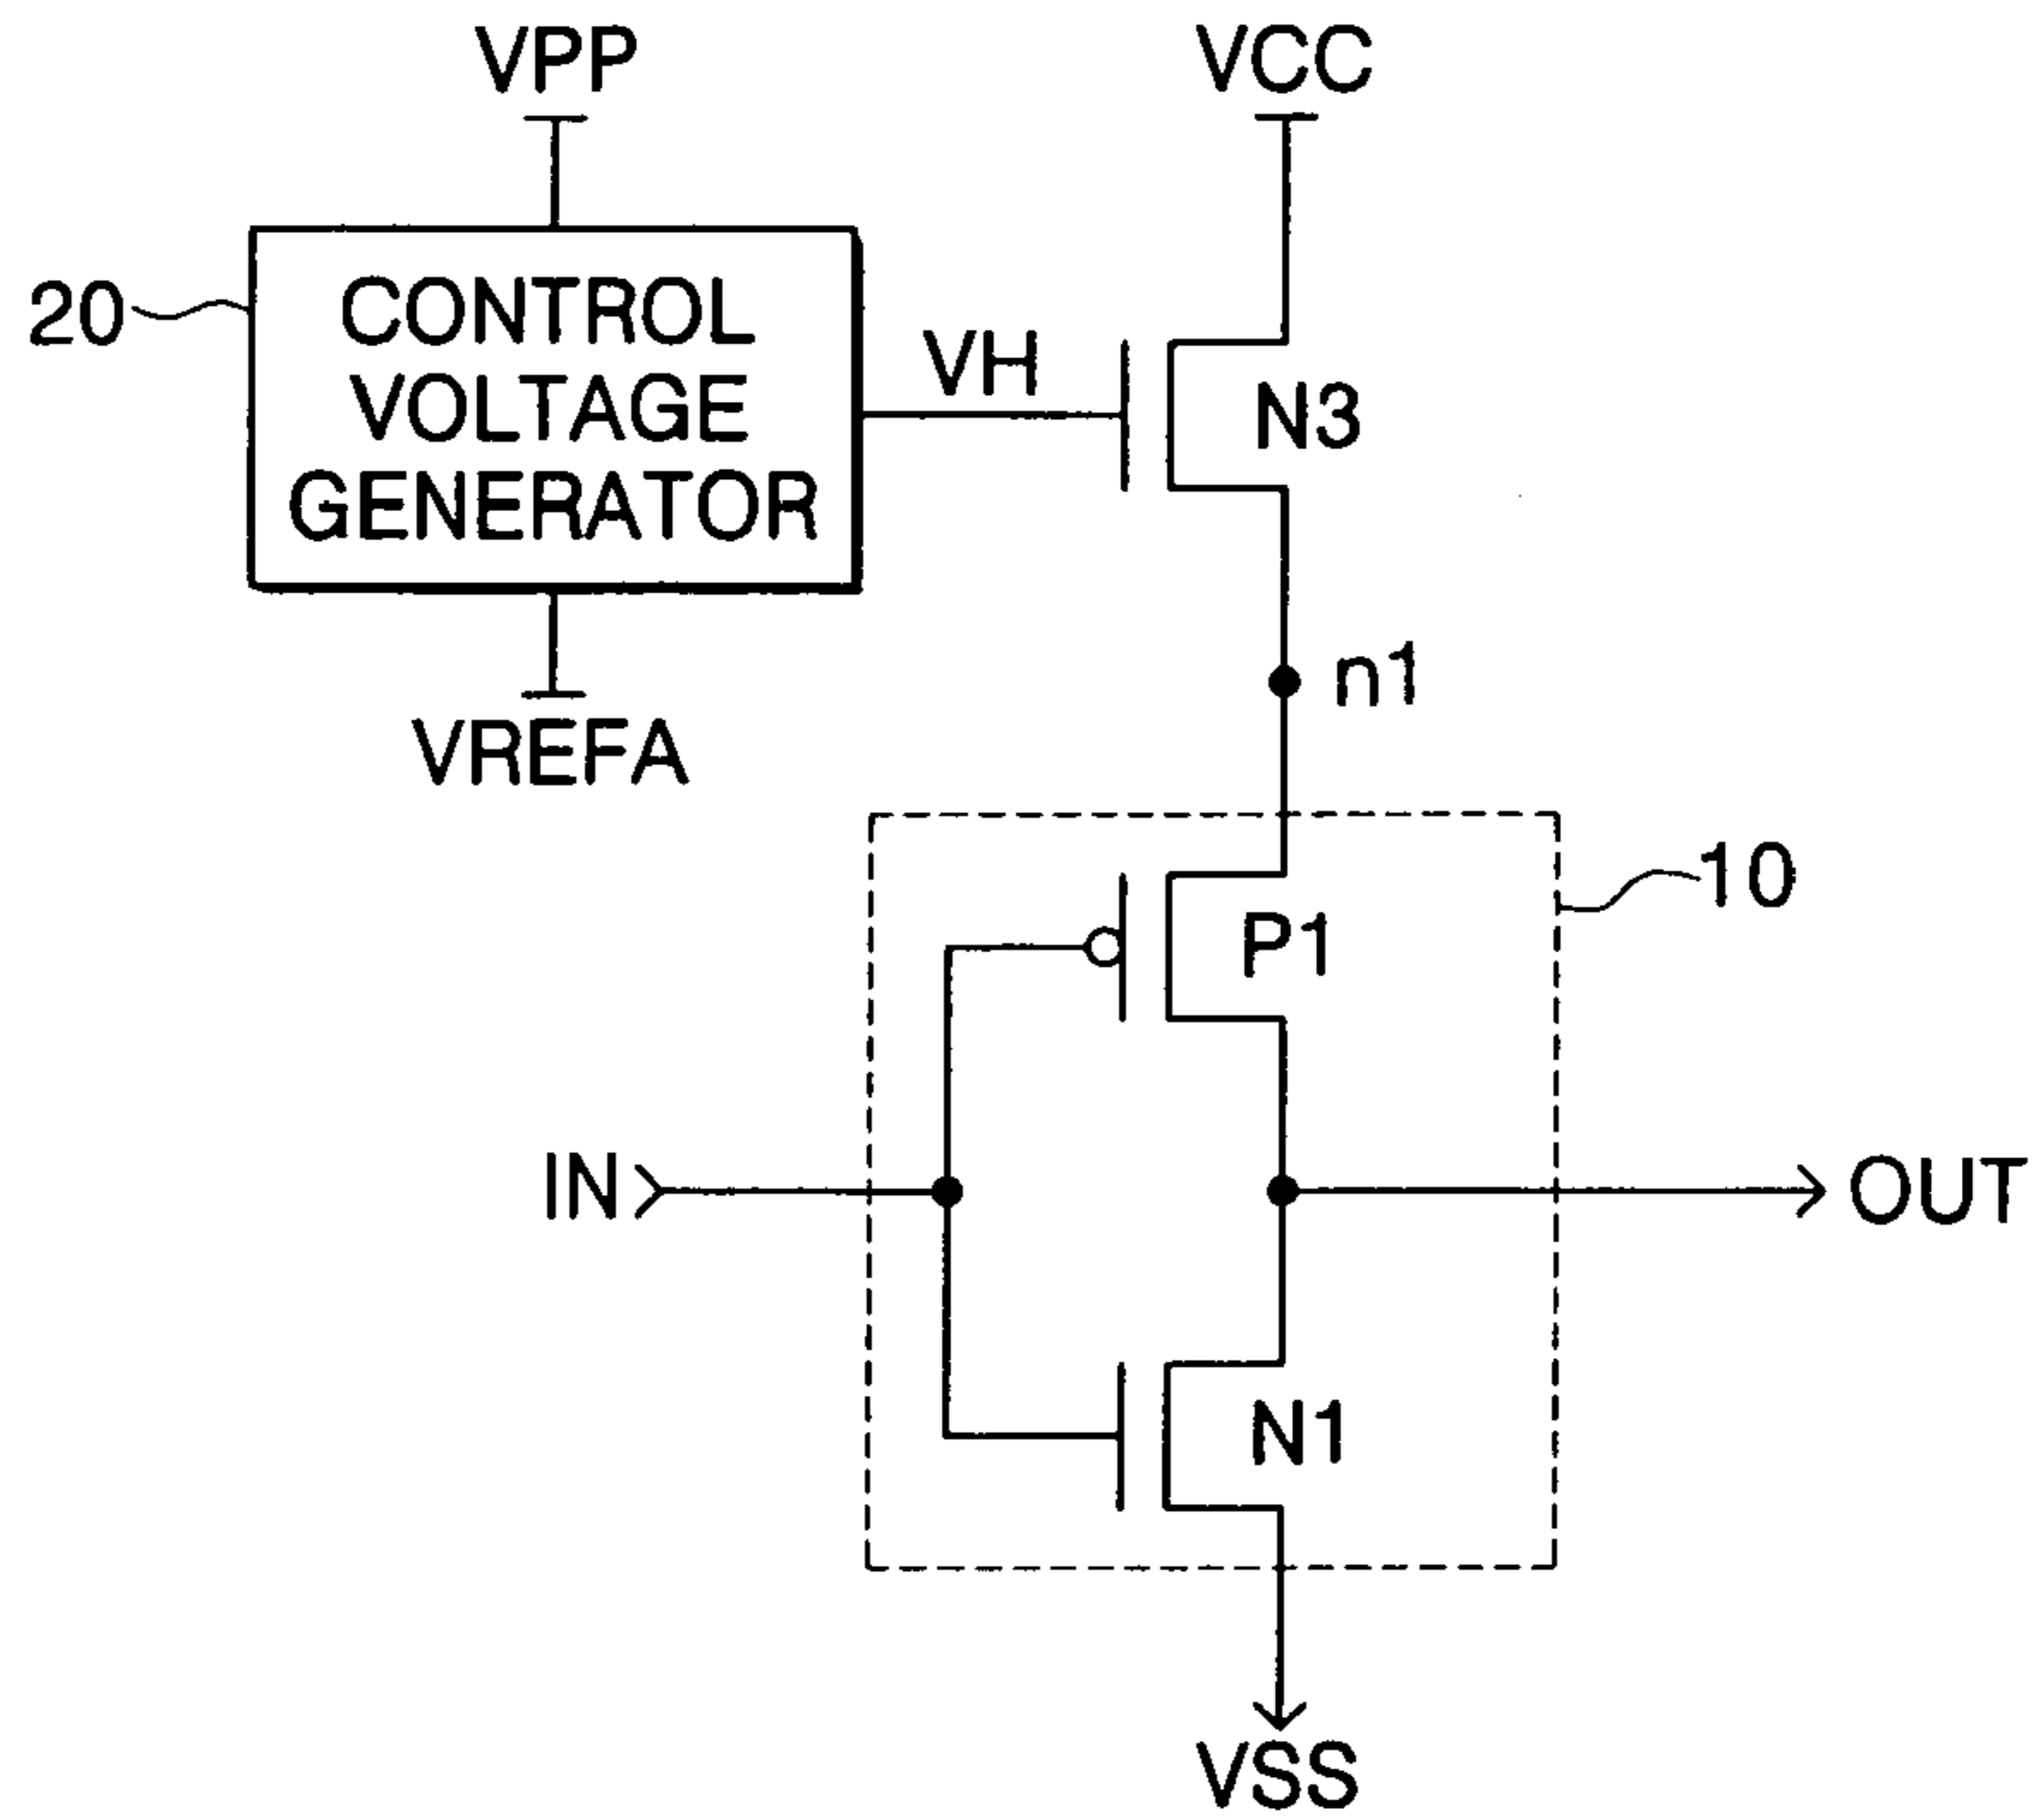 VPP
VCC
20
CONTROL
VOLTAGE
GENERATOR
VH
N3
n1
VREFA
10
P1
IN
OUT
N1
VSS